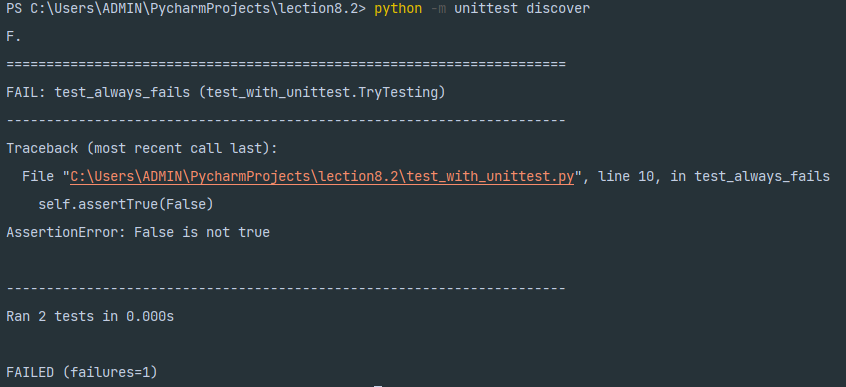 PS C:\Users\ADMIN\PycharmProjects\lection8.2> python -m unittest discover
F.
======================================================================
FAIL: test_always_fails (test_with_unittest.TryTesting)
----------------------------------------------------------------------
Traceback (most recent call last):
  File "C:\Users\ADMIN\PycharmProjects\lection8.2\test_with_unittest.py", line 10, in test_always_fails
    self.assertTrue(False)
AssertionError: False is not true
----------------------------------------------------------------------
Ran 2 tests in 0.000s
FAILED (failures=1)